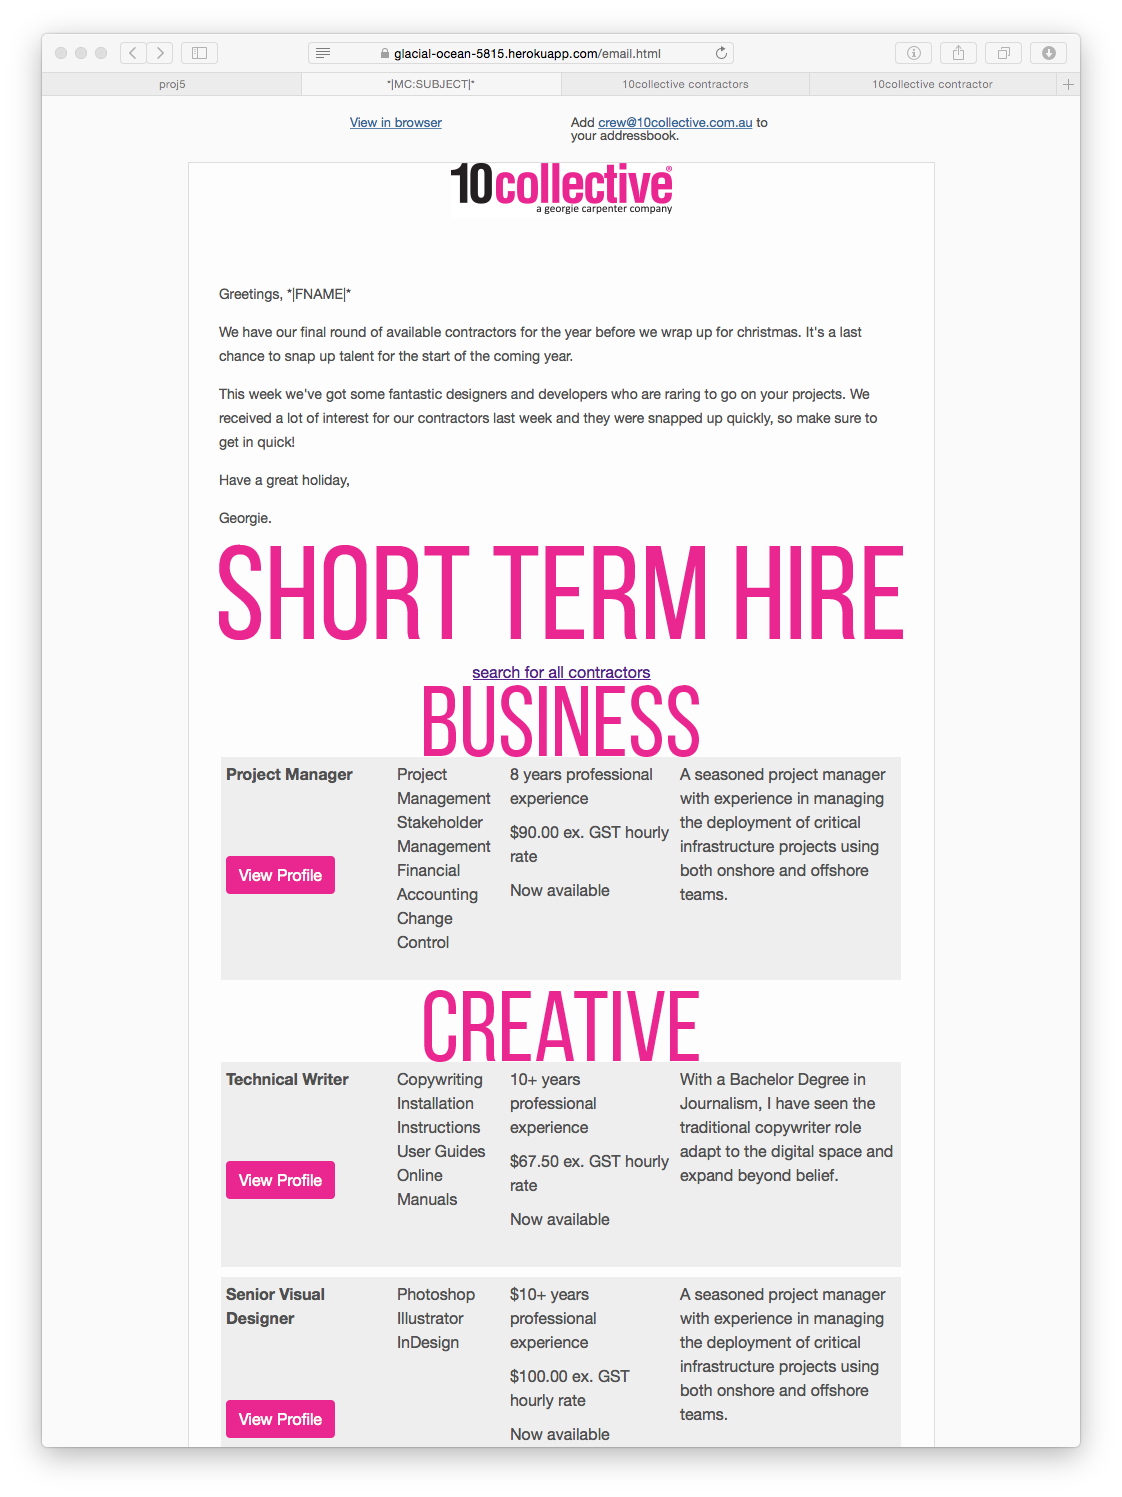 glacial-ocean-5815.herokuapp.com/email.html
proj5
*|MC:SUBJECT|*
10collective contractors
10collective contractor
View in browser
Add crew@10collective.com.au to
your addressbook.
10collective®
a georgie carpenter company
Greetings, *|FNAME|*
We have our final round of available contractors for the year before we wrap up for christmas. It's a last
chance to snap up talent for the start of the coming year.
This week we've got some fantastic designers and developers who are raring to go on your projects. We
received a lot of interest for our contractors last week and they were snapped up quickly, so make sure to
get in quick!
Have a great holiday,
Georgie.
SHORT TERM HIRE
search for all contractors
BUSINESS
Project Manager
View Profile
Project
Management
Stakeholder
Management
Financial
Accounting
Change
Control
8 years professional
experience
$90.00 ex. GST hourly
rate
Now available
A seasoned project manager
with experience in managing
the deployment of critical
infrastructure projects using
both onshore and offshore
teams.
CREATIVE
Technical Writer
View Profile
Copywriting
Installation
Instructions
User Guides
Online
Manuals
10+ years
professional
experience
$67.50 ex. GST hourly
rate
Now available
With a Bachelor Degree in
Journalism, I have seen the
traditional copywriter role
adapt to the digital space and
expand beyond belief.
Senior Visual
Designer
View Profile
Photoshop
Illustrator
InDesign
$10+ years
professional
experience
$100.00 ex. GST
hourly rate
Now available
A seasoned project manager
with experience in managing
the deployment of critical
infrastructure projects using
both onshore and offshore
teams.